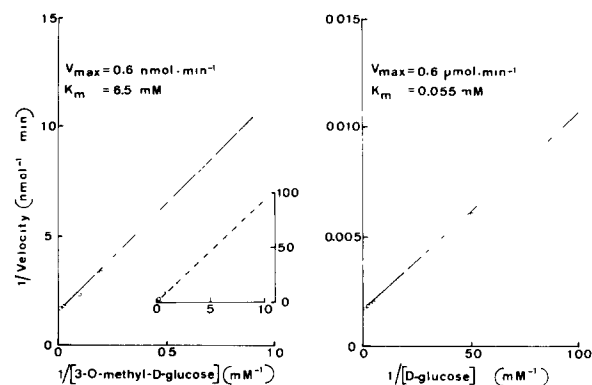 15
10
5
0
Vmax = 0.6 nmol·min⁻¹
Km = 6.5 mM
100
50
0
0 5 10
0 0.5 1.0
1/Velocity (nmol⁻¹ min)
1/[3-O-methyl-D-glucose] (mM⁻¹)
0.015
0.010
0.005
0
Vmax = 0.6 µmol·min⁻¹
Km = 0.055 mM
0 50 100
1/[D-glucose] (mM⁻¹)